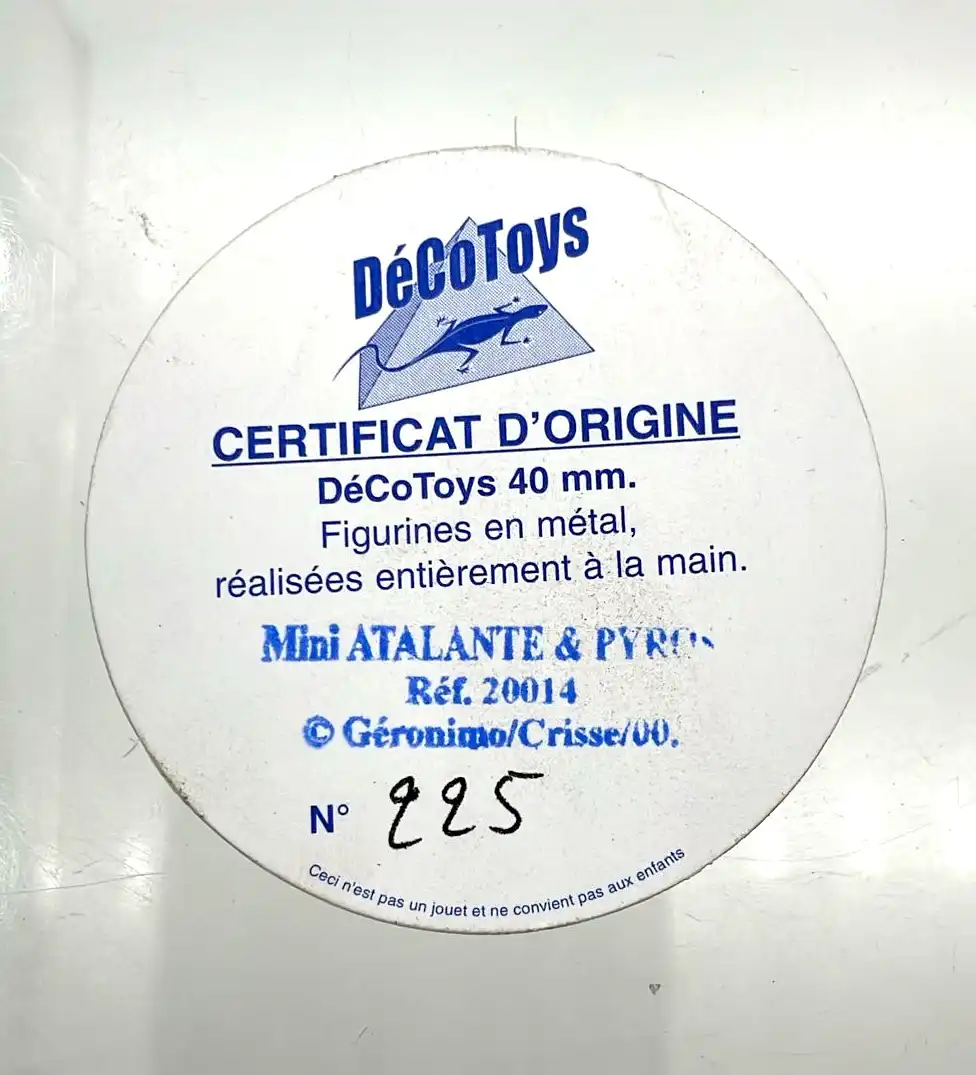 DéCoToys
CERTIFICAT D'ORIGINE
DéCoToys 40 mm.
Figurines en métal,
réalisées entièrement à la main.
Mini ATALANTE & PYROS
Réf. 20014
© Géronimo/Crisse/00.
N° 225
Ceci n'est pas un jouet et ne convient pas aux enfants